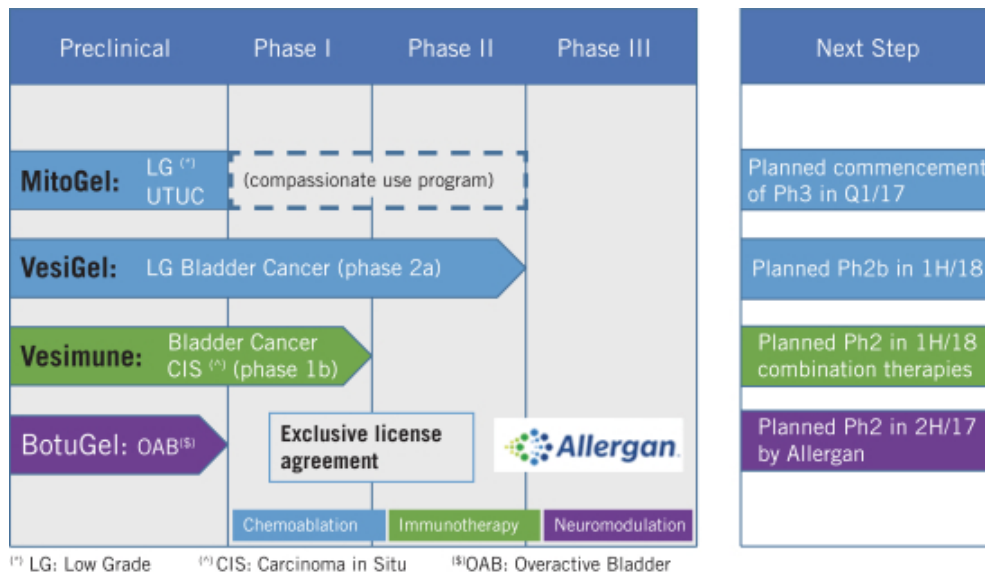 Preclinical Phase I Phase II Phase III Next Step
MitoGel: LG (*)
UTUC
(compassionate use program)
Planned commencement
of Ph3 in Q1/17
VesiGel: LG Bladder Cancer (phase 2a)
Planned Ph2b in 1H/18
Vesimune: Bladder Cancer
CIS (^) (phase 1b)
Planned Ph2 in 1H/18
combination therapies
BotuGel: OAB($)
Exclusive license
agreement
Allergan.
Planned Ph2 in 2H/17
by Allergan
Chemoablation Immunotherapy Neuromodulation
(*) LG: Low Grade (^) CIS: Carcinoma in Situ ($)OAB: Overactive Bladder